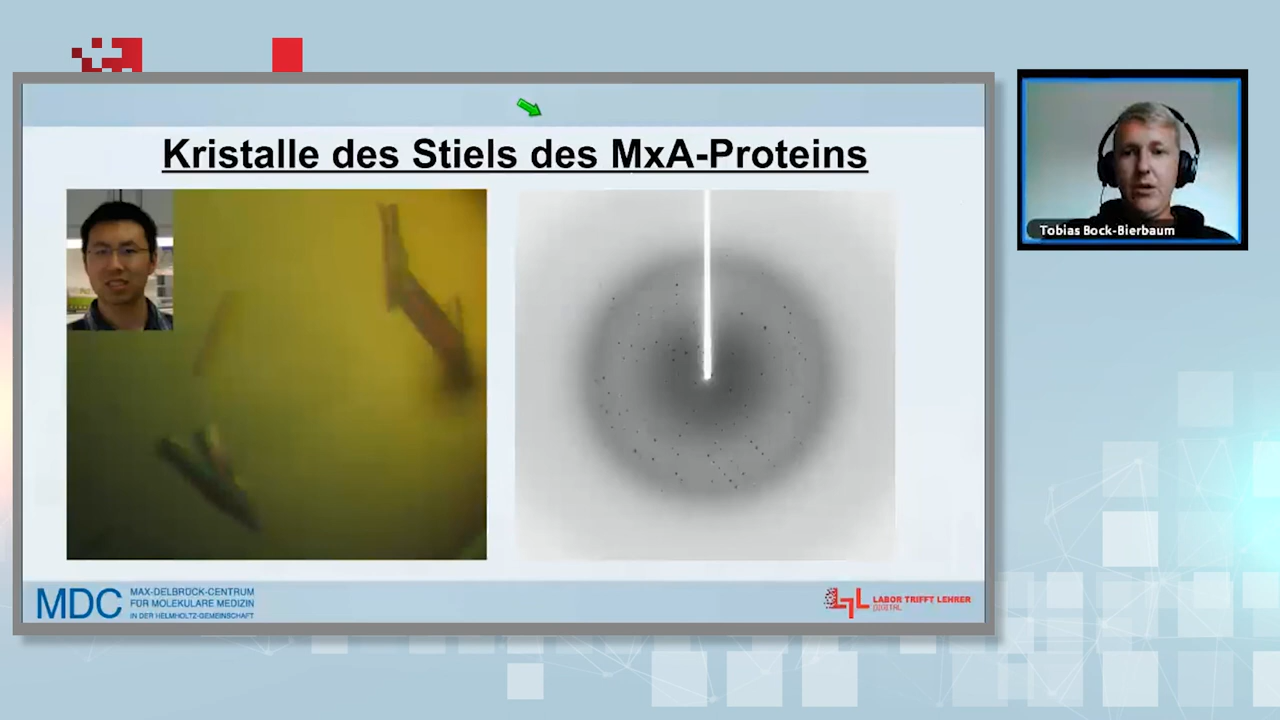 Kristalle des Stiels des MxA-Proteins
Tobias Bock-Bierbaum
MDC
MAX-DELBRÜCK-CENTRUM
FÜR MOLEKULARE MEDIZIN
IN DER HELMHOLTZ-GEMEINSCHAFT
LTL
LABOR TRIFFT LEHRER
DIGITAL